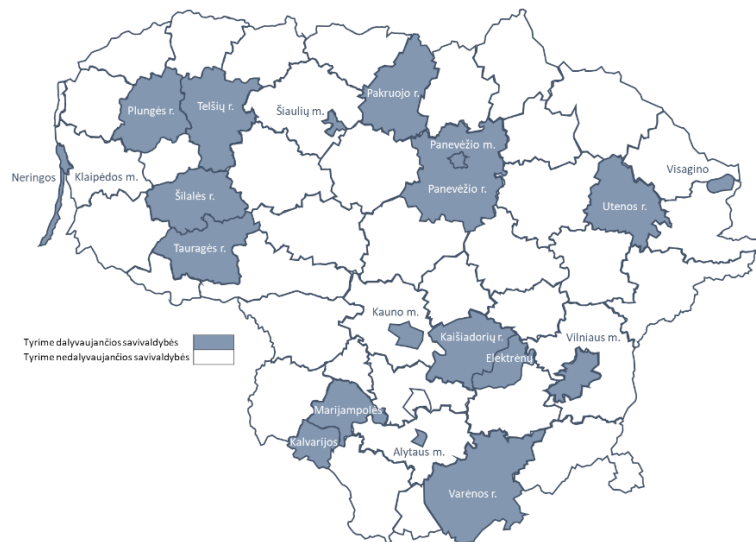 Pakruojo r.
Telšių r.
Plungės r.
Šiaulių m.
Panevėžio m.
Visagino
Neringos
Klaipėdos m.
Šilalės r.
Panevėžio r.
Utenos r.
Tauragės r.
Kauno m.
Kaišiadorių r.
Vilniaus m.
Tyrime dalyvaujančios savivaldybės
Tyrime nedalyvaujančios savivaldybės
Elektrėnų
Marijampolės
Kalvarijos
Alytaus m.
Varėnos r.